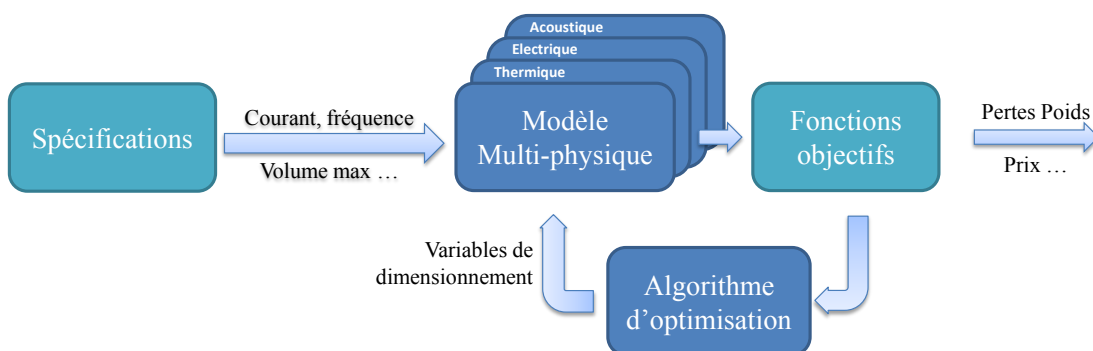 Acoustique
Electrique
Thermique
Spécifications
Courant, fréquence
Volume max …
Modèle
Multi-physique
Fonctions
objectifs
Pertes Poids
Prix …
Variables de
dimensionnement
Algorithme
d’optimisation